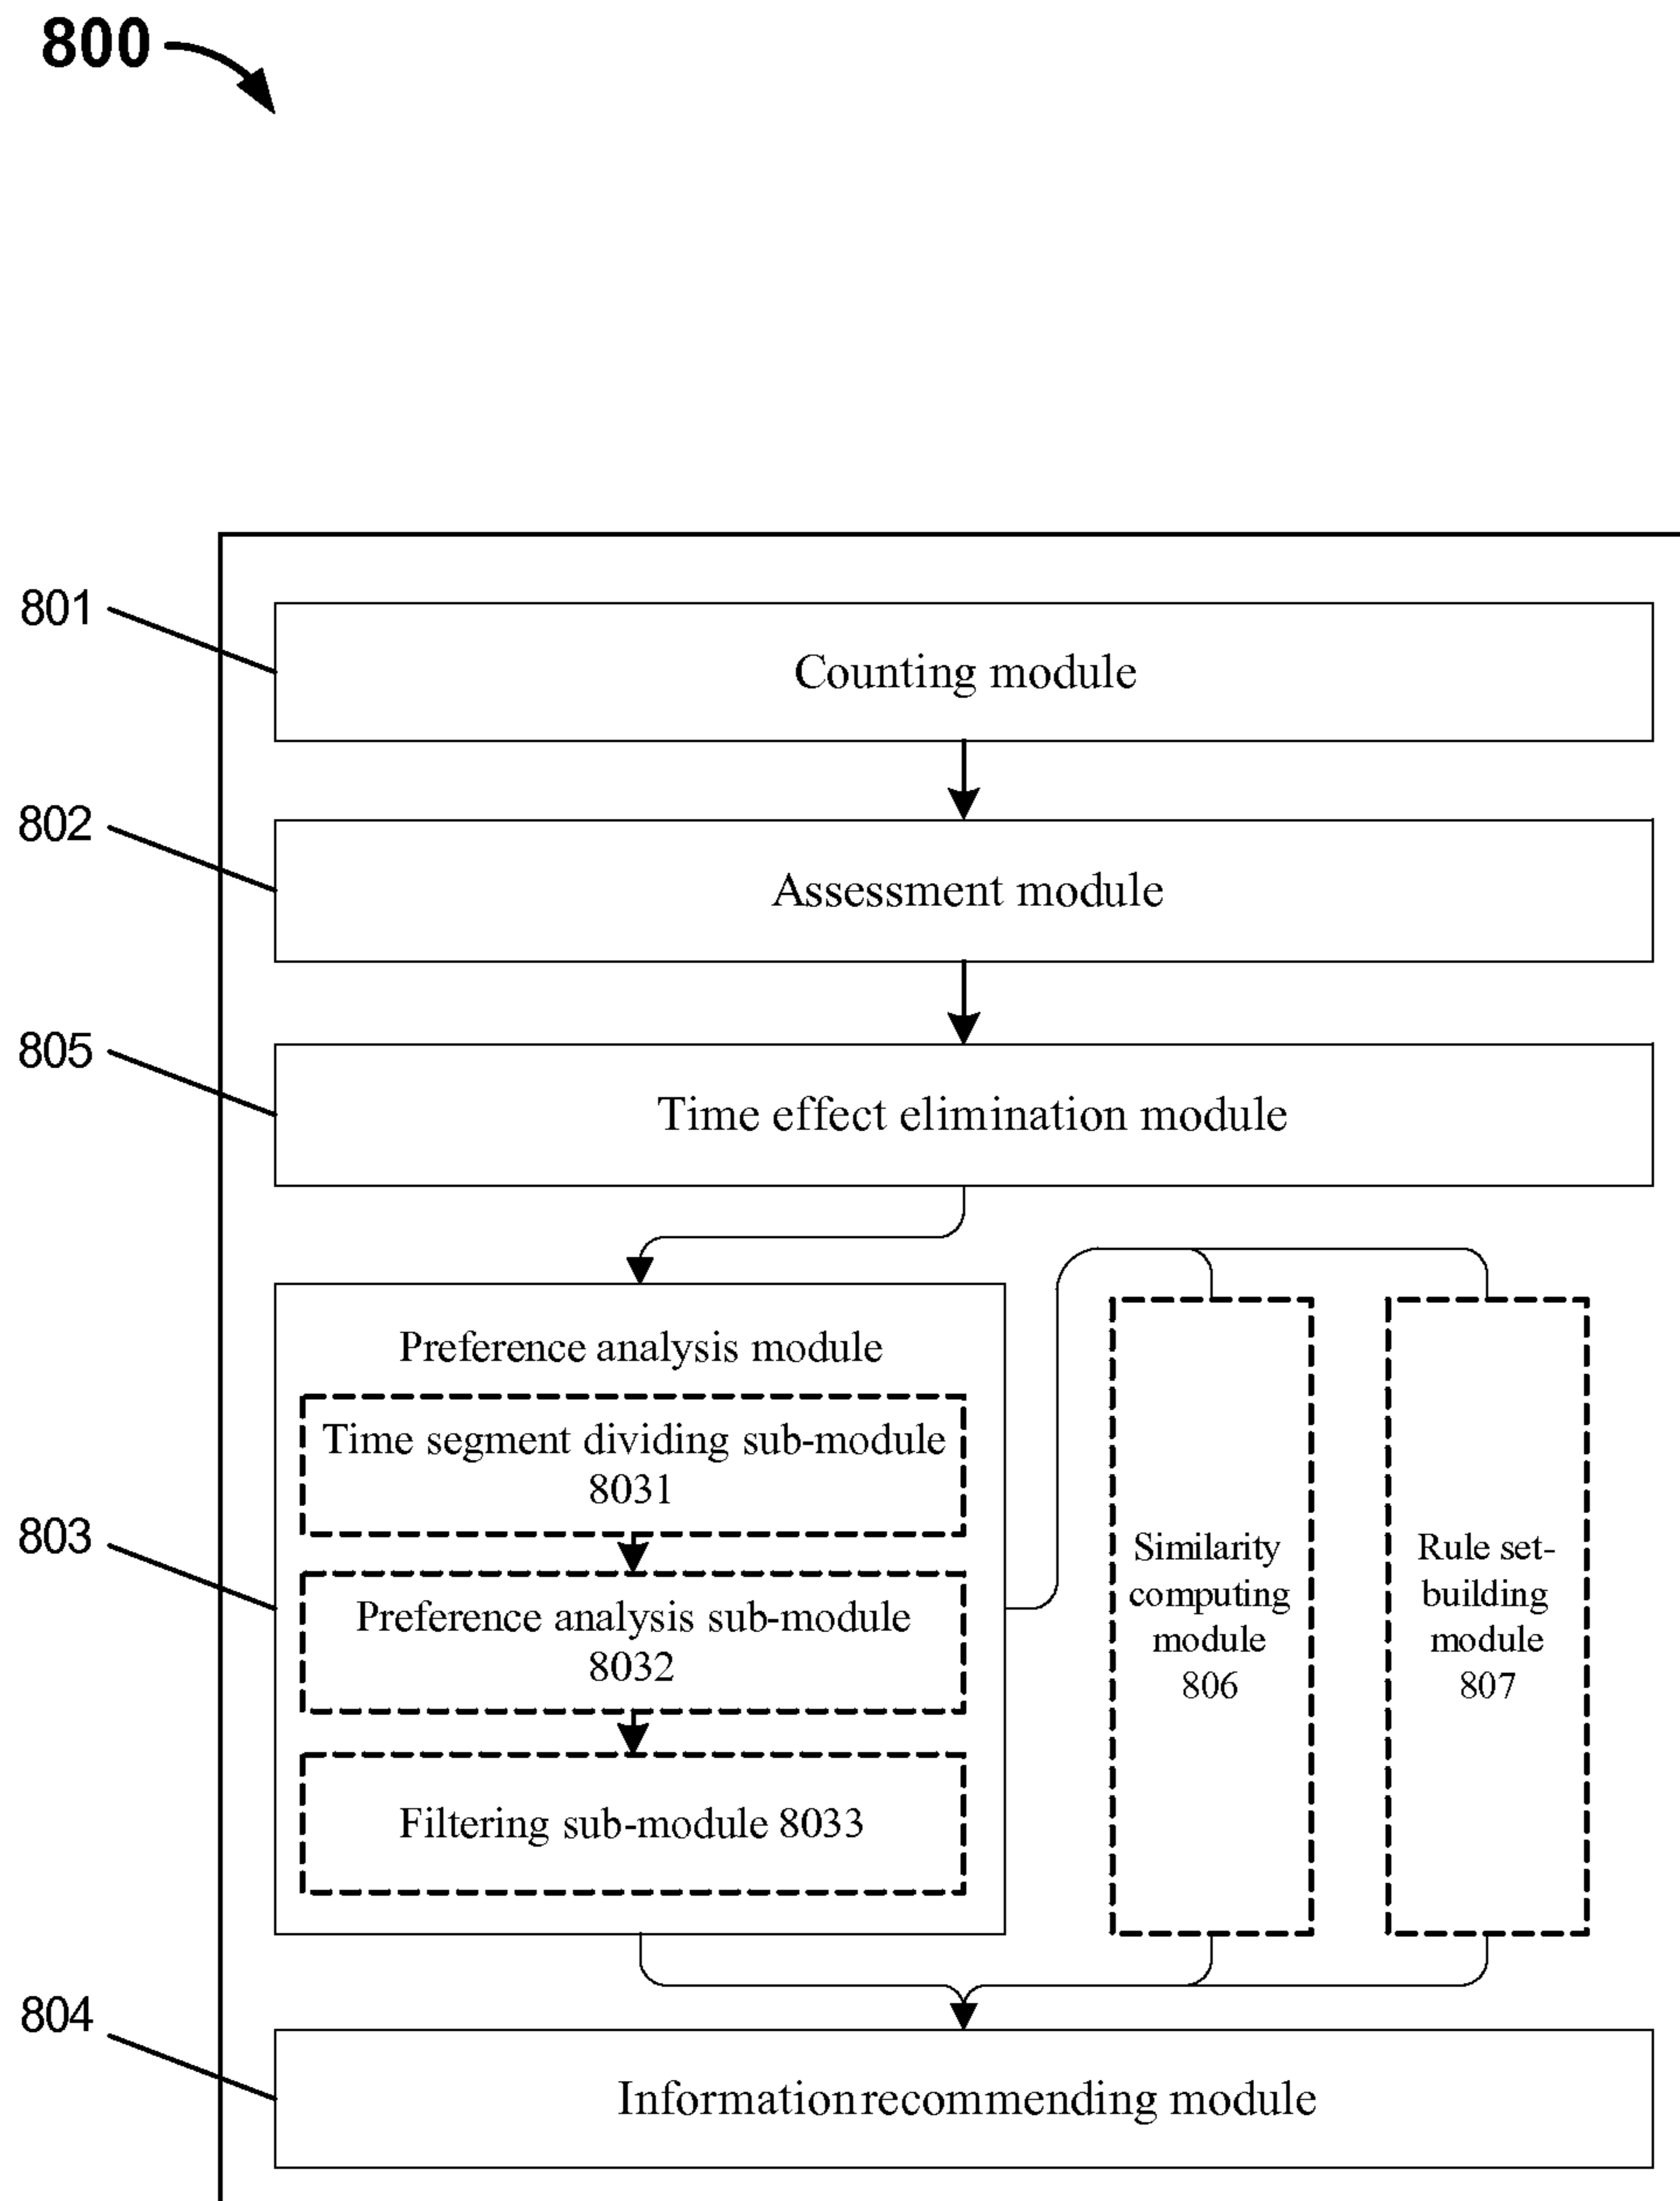 800
801
Counting module
802
Assessment module
805
Time effect elimination module
803
Preference analysis module
Time segment dividing sub-module
8031
Preference analysis sub-module
8032
Filtering sub-module 8033
Similarity
computing
module
806
Rule set-
building
module
807
804
Information recommending module